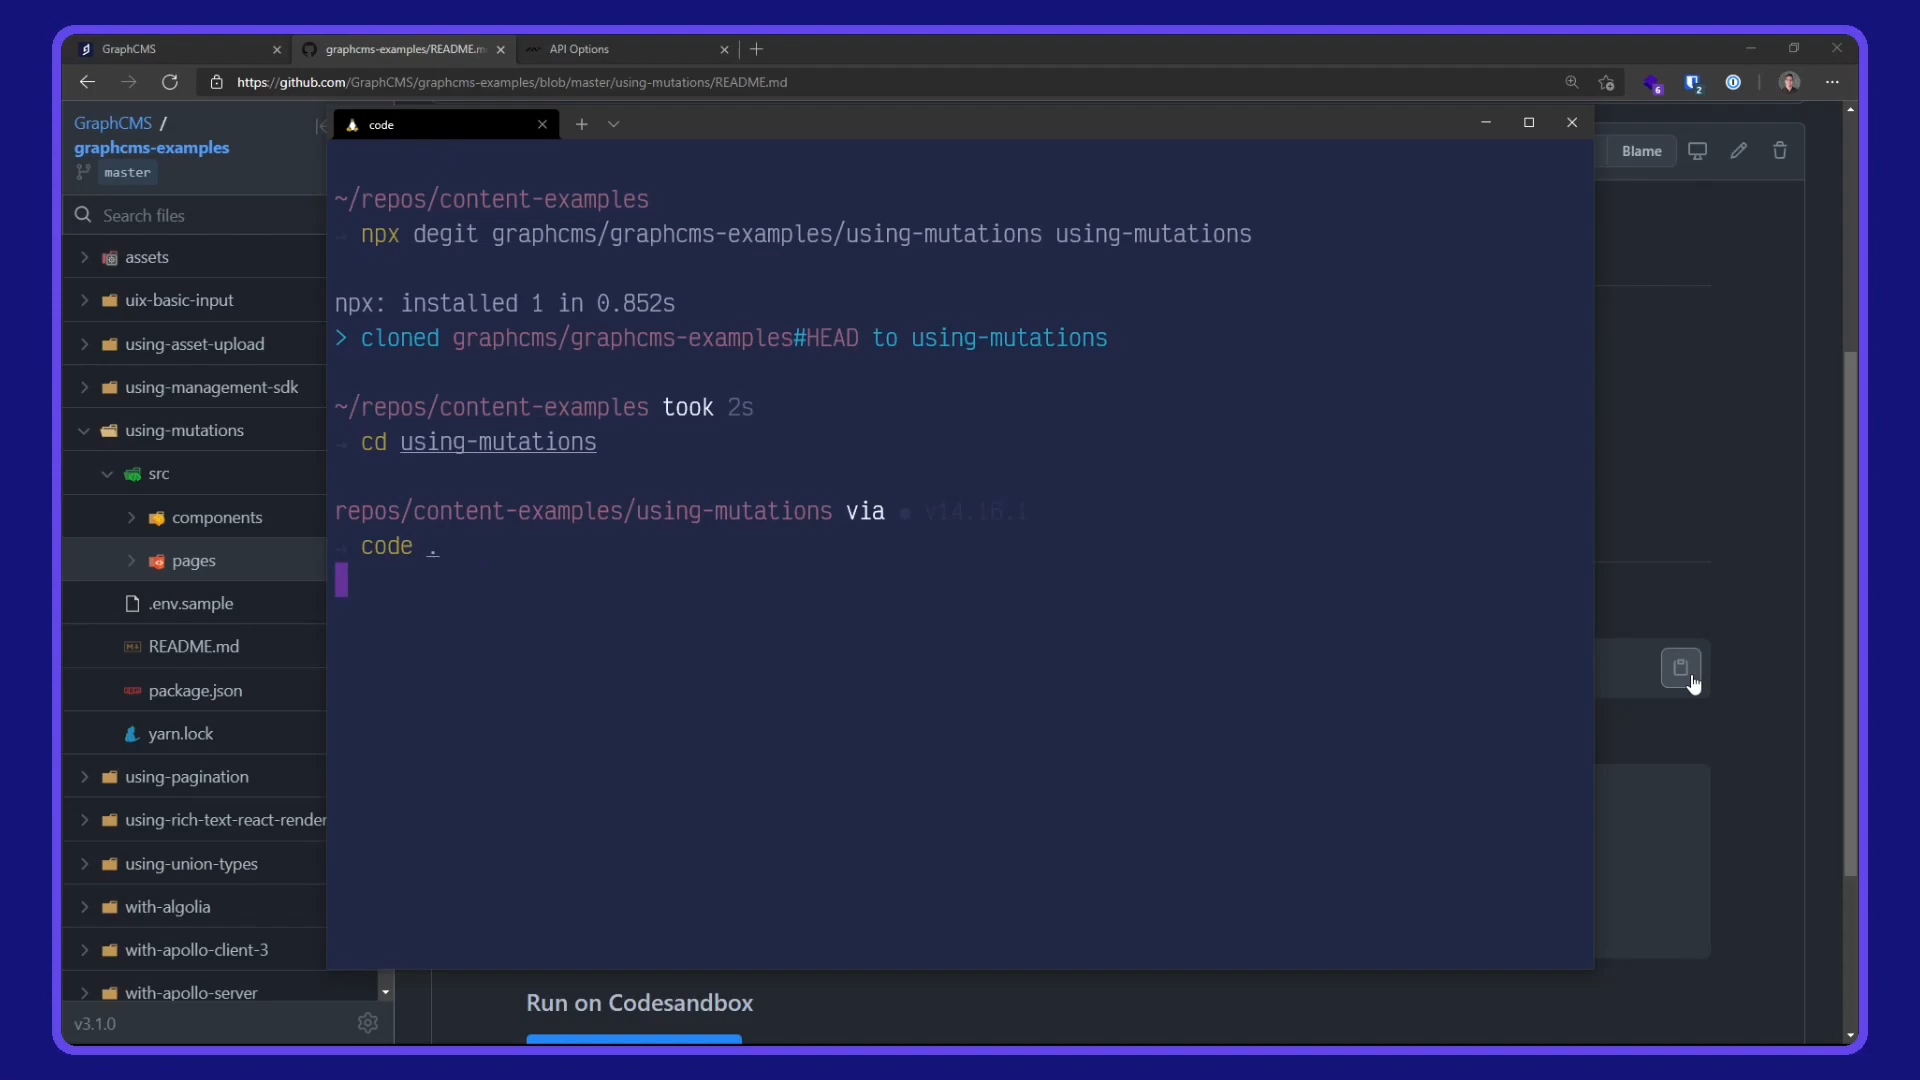 GraphCMS
graphcms-examples/README.m
API Options
https://github.com/GraphCMS/graphcms-examples/blob/master/using-mutations/README.md
6
2
GraphCMS /
graphcms-examples
master
Search files
assets
uix-basic-input
using-asset-upload
using-management-sdk
using-mutations
src
components
pages
.env.sample
README.md
package.json
yarn.lock
using-pagination
using-rich-text-react-render
using-union-types
with-algolia
with-apollo-client-3
with-apollo-server
v3.1.0
code
~/repos/content-examples
→ npx degit graphcms/graphcms-examples/using-mutations using-mutations
npx: installed 1 in 0.852s
> cloned graphcms/graphcms-examples#HEAD to using-mutations
~/repos/content-examples took 2s
→ cd using-mutations
repos/content-examples/using-mutations via ● v14.16.1
→ code .
Blame
Run on Codesandbox